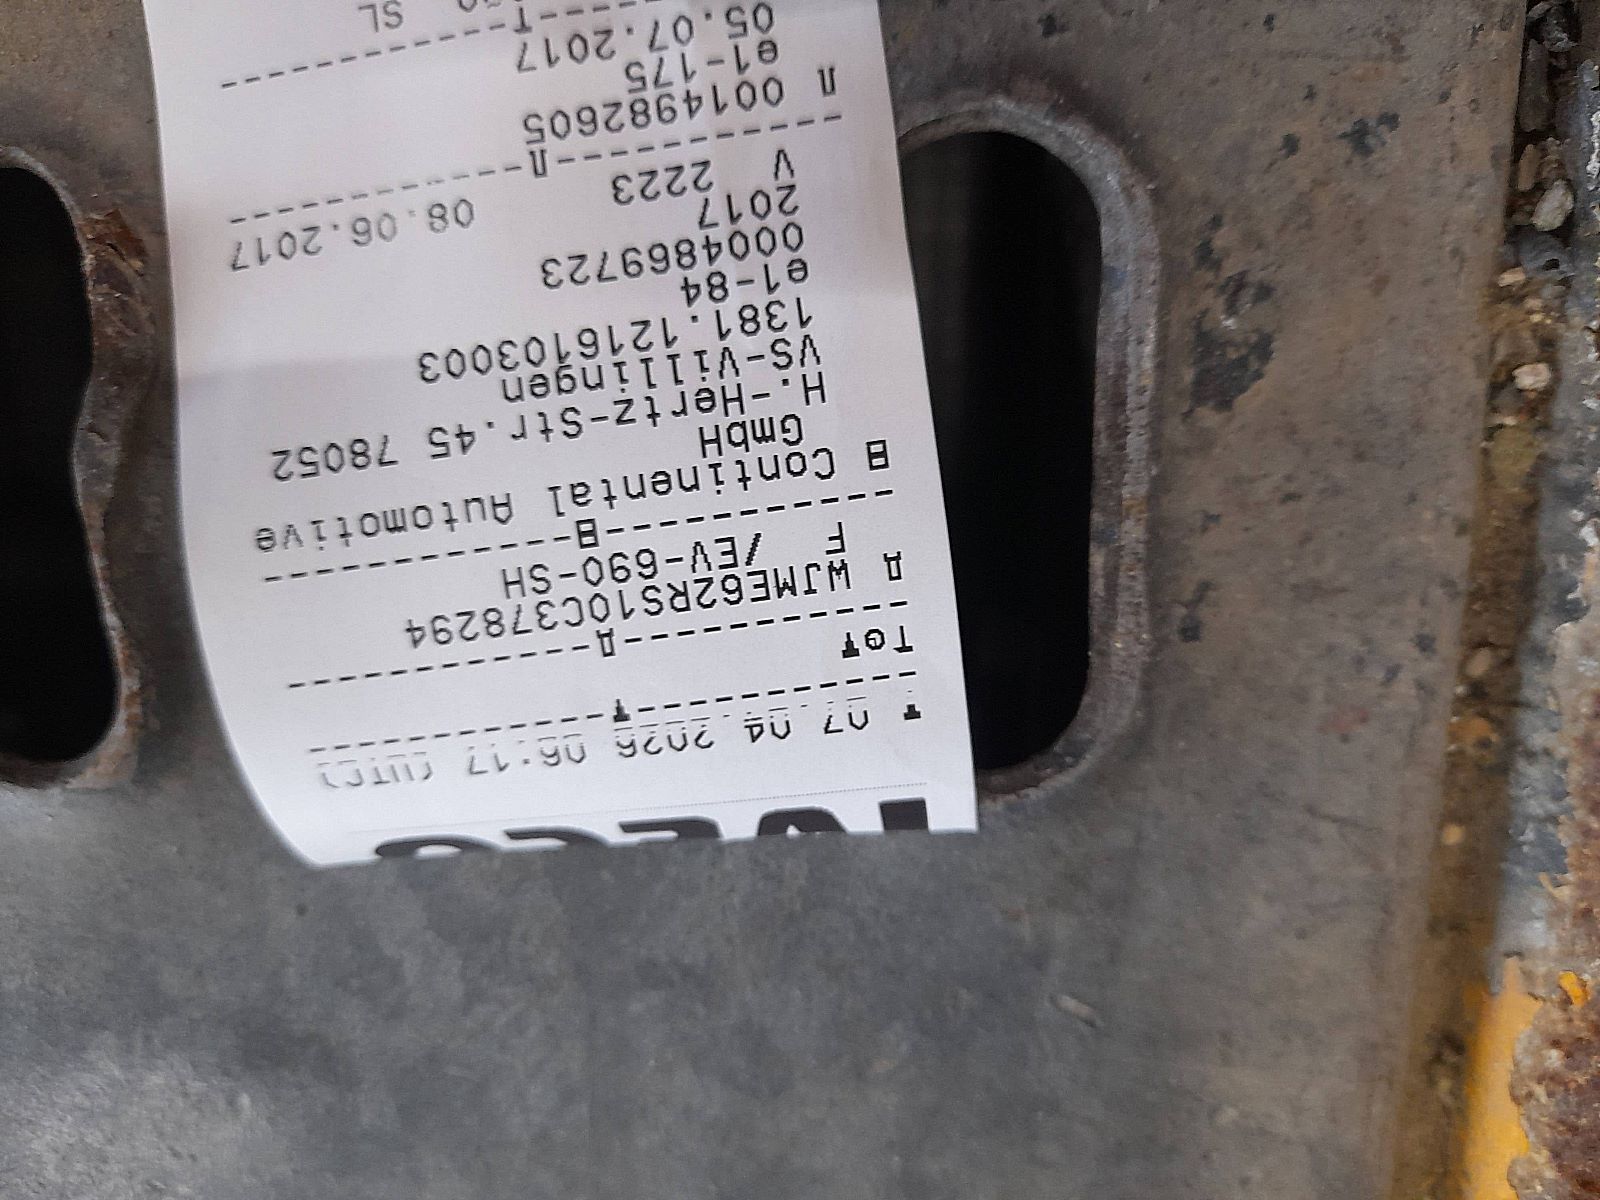 IVECO
07.04.2026 06:17 (UTC)
WJME62RS10C378294
F /EV-690-SH
Continental Automotive
GmbH
H.-Hertz-Str.45 78052
VS-Villingen
1381.1216103003
e1-84
0004869723
2017
V 2223 08.06.2017
0014982605
e1-175
05.07.2017
SL